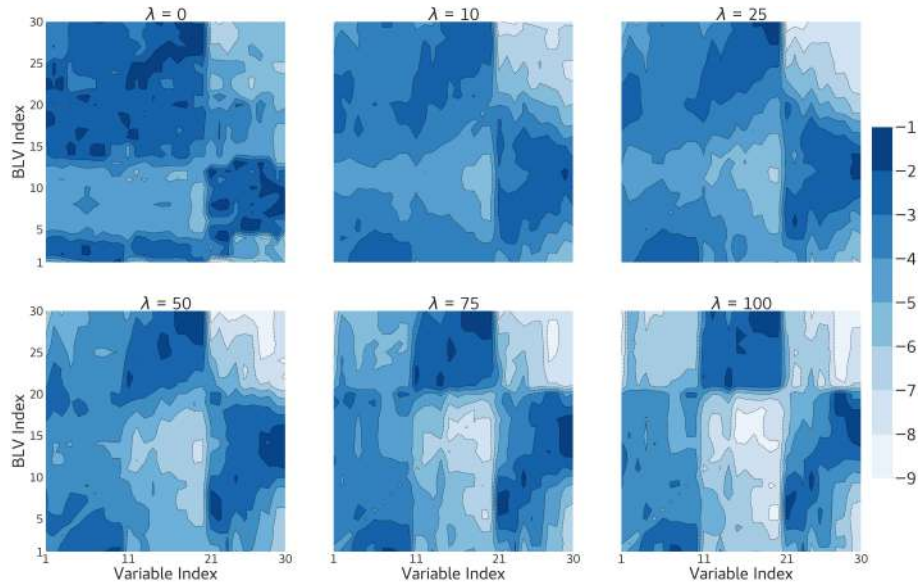 λ = 0
λ = 10
λ = 25
BLV Index
30
25
20
15
10
5
1
−1
−2
−3
−4
−5
−6
−7
−8
−9
λ = 50
λ = 75
λ = 100
BLV Index
30
25
20
15
10
5
1
1 11 21 30
1 11 21 30
1 11 21 30
Variable Index
Variable Index
Variable Index